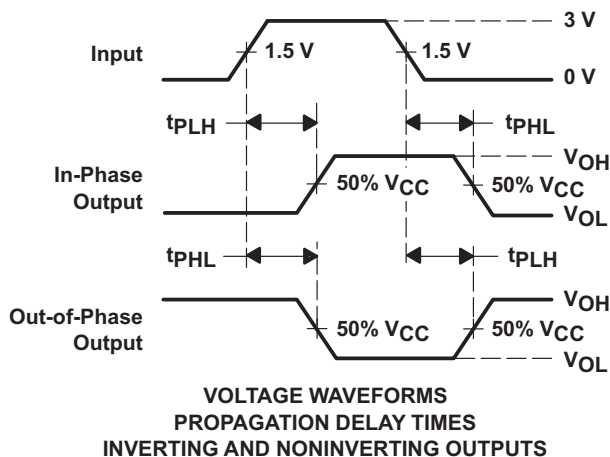 3 V
Input
1.5 V
1.5 V
0 V
tPLH
tPHL
In-Phase
Output
50% VCC
VOH
50% VCC
VOL
tPHL
tPLH
Out-of-Phase
Output
50% VCC
VOH
50% VCC
VOL
VOLTAGE WAVEFORMS
PROPAGATION DELAY TIMES
INVERTING AND NONINVERTING OUTPUTS